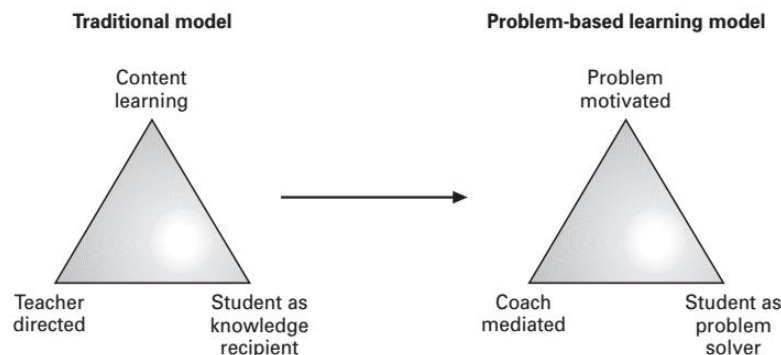 Traditional model
Problem-based learning model
Content
learning
Problem
motivated
Teacher
directed
Student as
knowledge
recipient
Coach
mediated
Student as
problem
solver